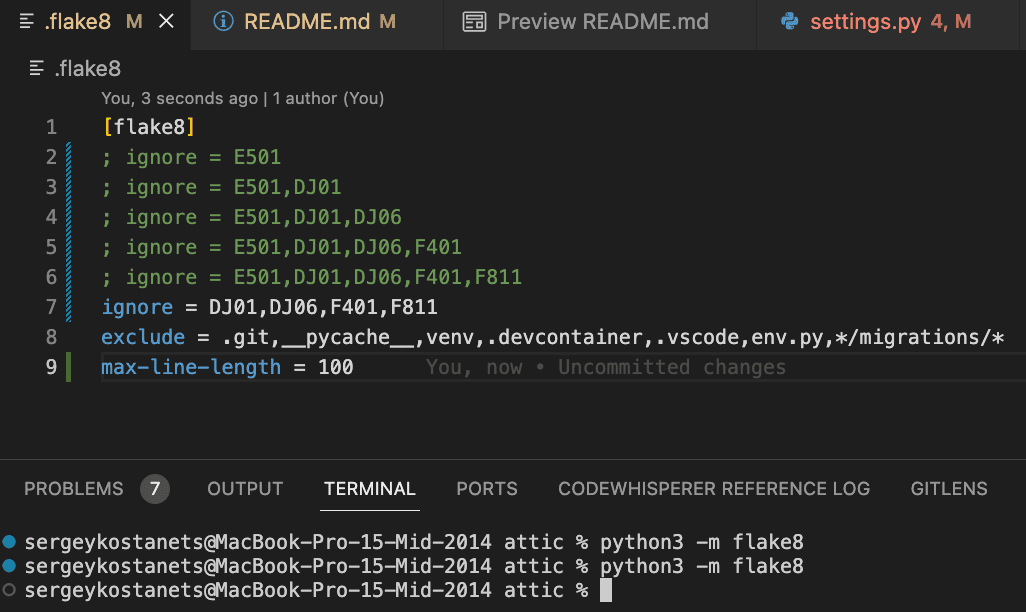 .flake8 M
README.md M
Preview README.md
settings.py 4, M
.flake8
You, 3 seconds ago | 1 author (You)
1 [flake8]
2 ; ignore = E501
3 ; ignore = E501,DJ01
4 ; ignore = E501,DJ01,DJ06
5 ; ignore = E501,DJ01,DJ06,F401
6 ; ignore = E501,DJ01,DJ06,F401,F811
7 ignore = DJ01,DJ06,F401,F811
8 exclude = .git,__pycache__,venv,.devcontainer,.vscode,env.py,*/migrations/*
9 max-line-length = 100 You, now • Uncommitted changes
PROBLEMS 7 OUTPUT TERMINAL PORTS CODEWHISPERER REFERENCE LOG GITLENS
sergeykostanets@MacBook-Pro-15-Mid-2014 attic % python3 -m flake8
sergeykostanets@MacBook-Pro-15-Mid-2014 attic % python3 -m flake8
sergeykostanets@MacBook-Pro-15-Mid-2014 attic %